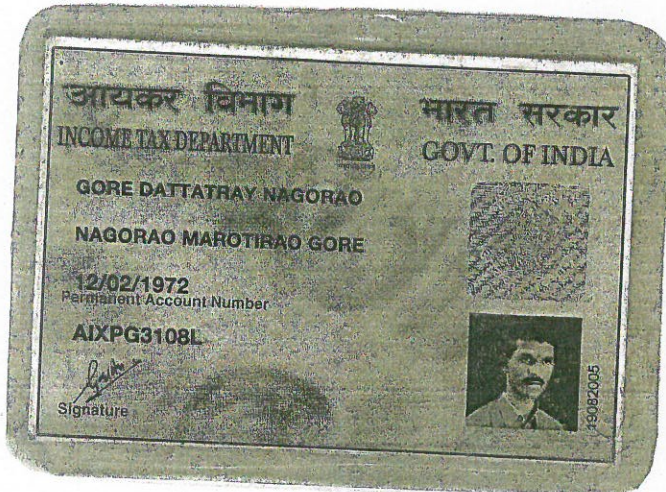 आयकर विभाग
INCOME TAX DEPARTMENT
भारत सरकार
GOVT. OF INDIA
GORE DATTATRAY NAGORAO
NAGORAO MAROTIRAO GORE
12/02/1972
Permanent Account Number
AIXPG3108L
Signature
19082005